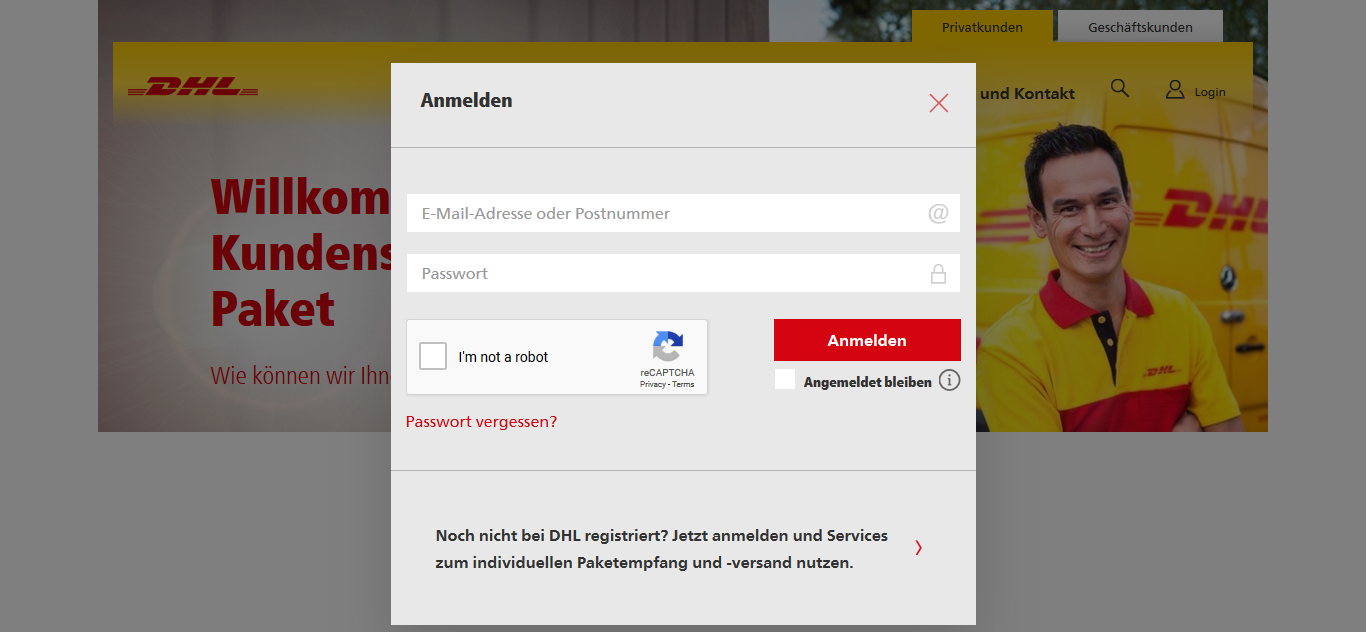 Privatkunden
Geschäftskunden
DHL
und Kontakt
Login
Willkom
Kundens
Paket
Wie können wir Ihn
DHL
DHL
Anmelden
E-Mail-Adresse oder Postnummer
@
Passwort
I'm not a robot
reCAPTCHA
Privacy - Terms
Anmelden
Angemeldet bleiben
i
Passwort vergessen?
Noch nicht bei DHL registriert? Jetzt anmelden und Services
zum individuellen Paketempfang und -versand nutzen.